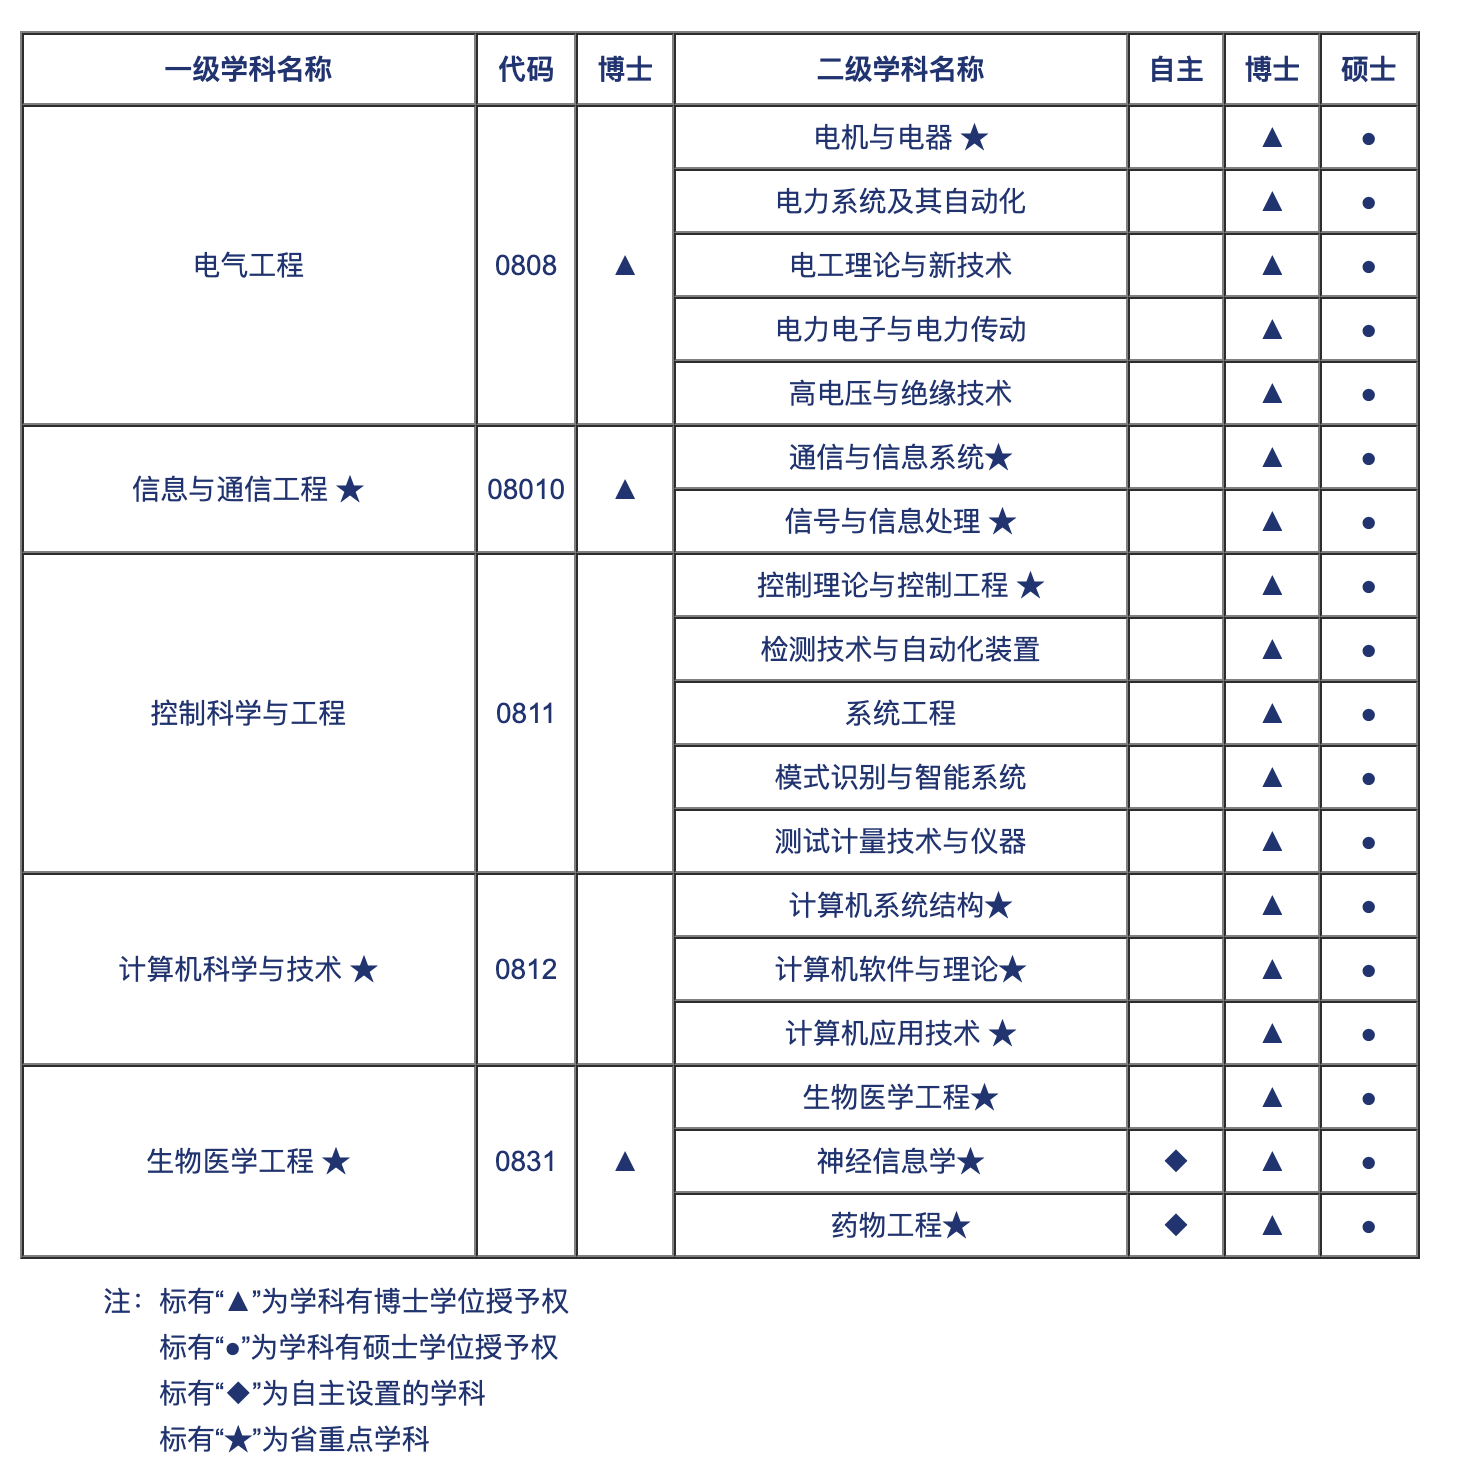 一级学科名称 代码 博士 二级学科名称 自主 博士 硕士
电气工程 0808 ▲ 电机与电器 ★ ▲ ●
电力系统及其自动化 ▲ ●
电工理论与新技术 ▲ ●
电力电子与电力传动 ▲ ●
高电压与绝缘技术 ▲ ●
信息与通信工程 ★ 08010 ▲ 通信与信息系统★ ▲ ●
信号与信息处理 ★ ▲ ●
控制科学与工程 0811 控制理论与控制工程 ★ ▲ ●
检测技术与自动化装置 ▲ ●
系统工程 ▲ ●
模式识别与智能系统 ▲ ●
测试计量技术与仪器 ▲ ●
计算机科学与技术 ★ 0812 计算机系统结构★ ▲ ●
计算机软件与理论★ ▲ ●
计算机应用技术 ★ ▲ ●
生物医学工程 ★ 0831 ▲ 生物医学工程★ ▲ ●
神经信息学★ ◆ ▲ ●
药物工程★ ◆ ▲ ●
注：标有“▲”为学科有博士学位授予权
标有“●”为学科有硕士学位授予权
标有“◆”为自主设置的学科
标有“★”为省重点学科